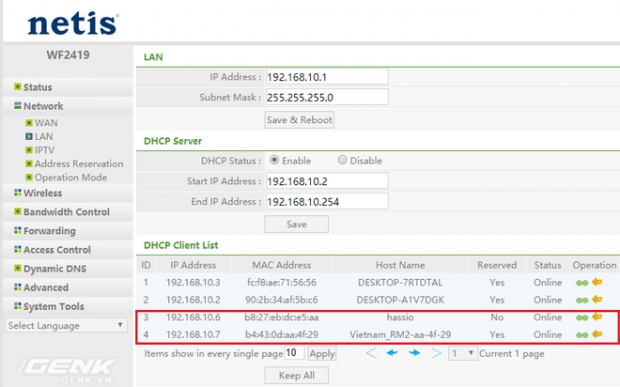 netis®
WF2419
Status
Network
WAN
LAN
IPTV
Address Reservation
Operation Mode
Wireless
Bandwidth Control
Forwarding
Access Control
Dynamic DNS
Advanced
System Tools
Select Language
LAN
IP Address : 192.168.10.1
Subnet Mask : 255.255.255.0
Save & Reboot
DHCP Server
DHCP Status : Enable Disable
Start IP Address : 192.168.10.2
End IP Address : 192.168.10.254
Save
DHCP Client List
ID IP Address MAC Address Host Name Reserved Status Operation
1 192.168.10.3 fc:f8:ae:71:56:56 DESKTOP-7RTDTAL Yes Online
2 192.168.10.2 90:2b:34:af:5b:c6 DESKTOP-A1V7DGK Yes Online
3 192.168.10.6 b8:27:eb:dc:e5:aa hassio No Online
4 192.168.10.7 b4:43:0d:aa:4f:29 Vietnam_RM2-aa-4f-29 Yes Online
Items show in every single page 10 Apply 1 Current 1 page
Keep All
GENK
GENK.VN